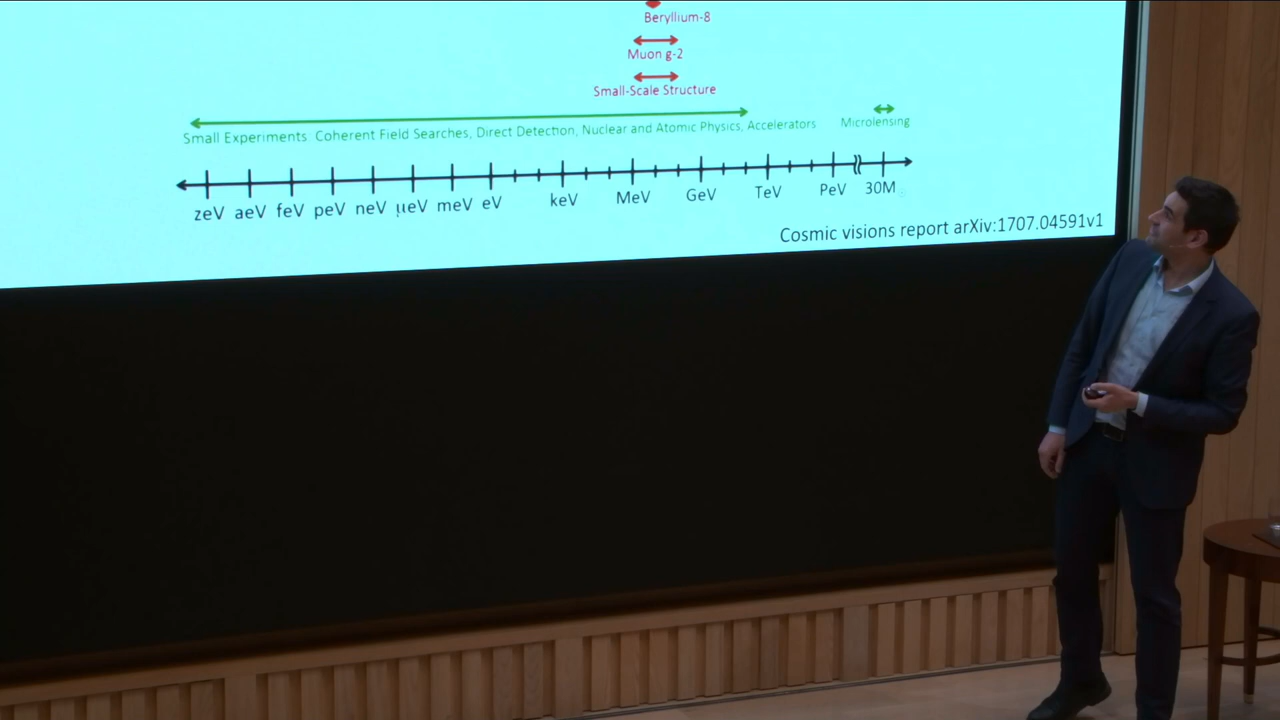 Beryllium-8
Muon g-2
Small-Scale Structure
Small Experiments Coherent Field Searches, Direct Detection, Nuclear and Atomic Physics, Accelerators
Microlensing
zeV aeV feV peV neV μeV meV eV keV MeV GeV TeV PeV 30M
Cosmic visions report arXiv:1707.04591v1